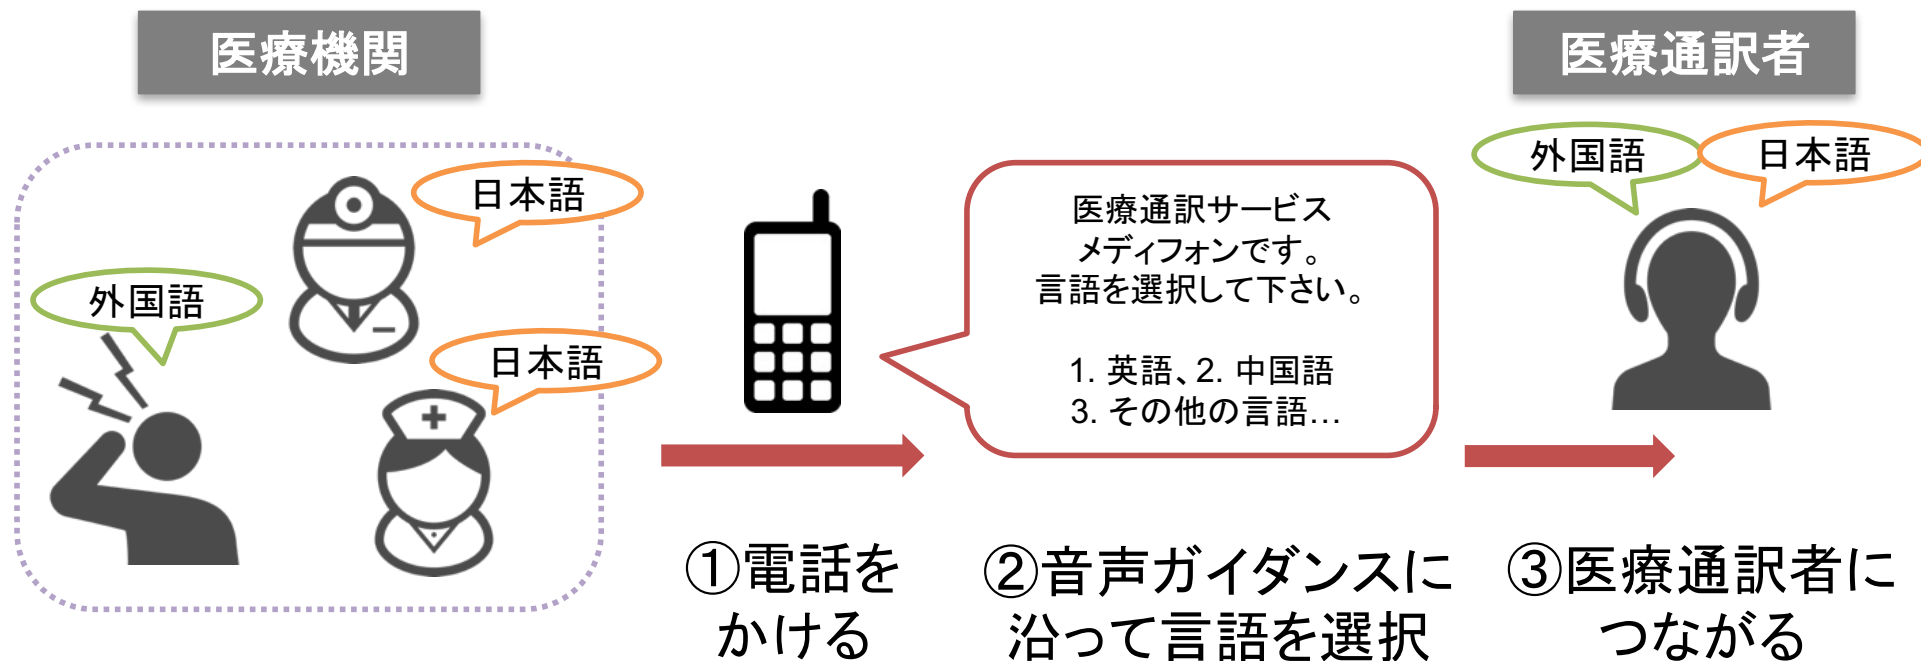 医療機関
医療通訳者
日本語
外国語
日本語
医療通訳サービス
メディフォンです。
言語を選択して下さい。
1. 英語、2. 中国語
3. その他の言語…
外国語
日本語
①電話を
かける
②音声ガイダンスに
沿って言語を選択
③医療通訳者に
つながる